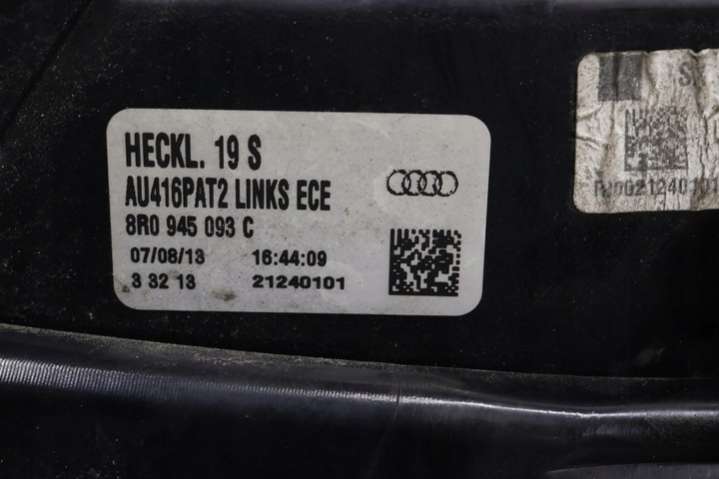 HECKL. 19 S
AU416PAT2 LINKS ECE
8R0 945 093 C
07/08/13 16:44:09
3 32 13 21240101
S